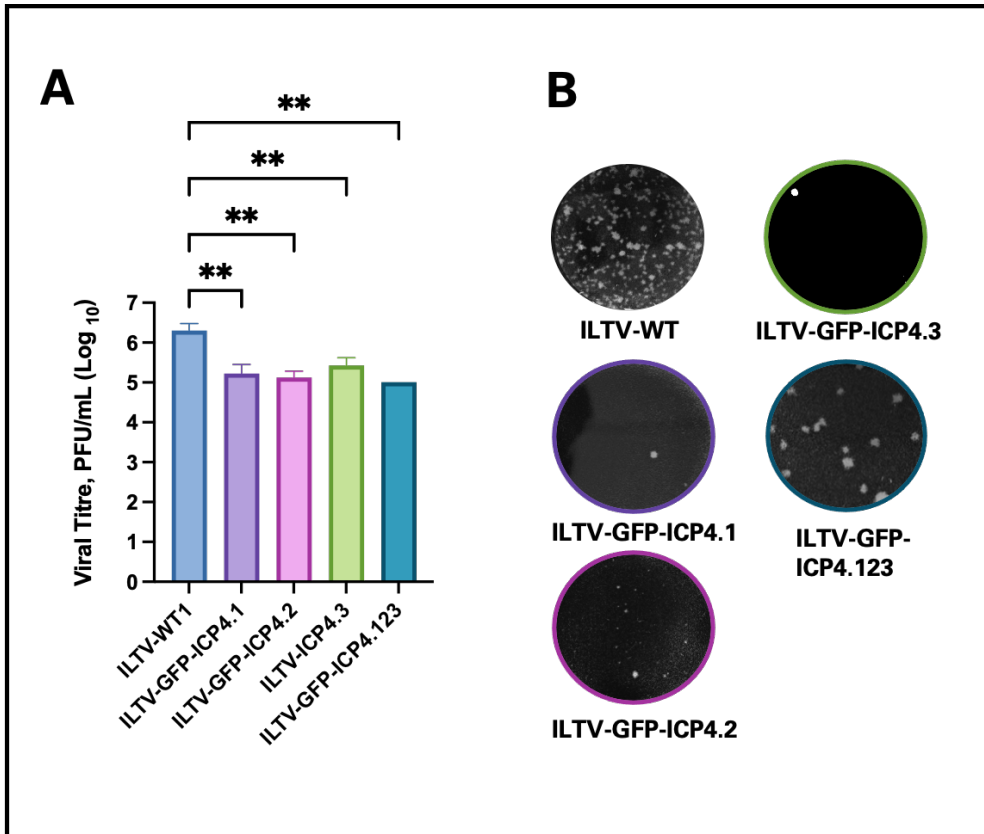 A
**
**
**
**
Viral Titre, PFU/mL (Log 10)
7
6
5
4
3
2
1
0
ILTV-WT1
ILTV-GFP-ICP4.1
ILTV-GFP-ICP4.2
ILTV-ICP4.3
ILTV-GFP-ICP4.123
B
ILTV-WT
ILTV-GFP-ICP4.3
ILTV-GFP-ICP4.1
ILTV-GFP-
ICP4.123
ILTV-GFP-ICP4.2